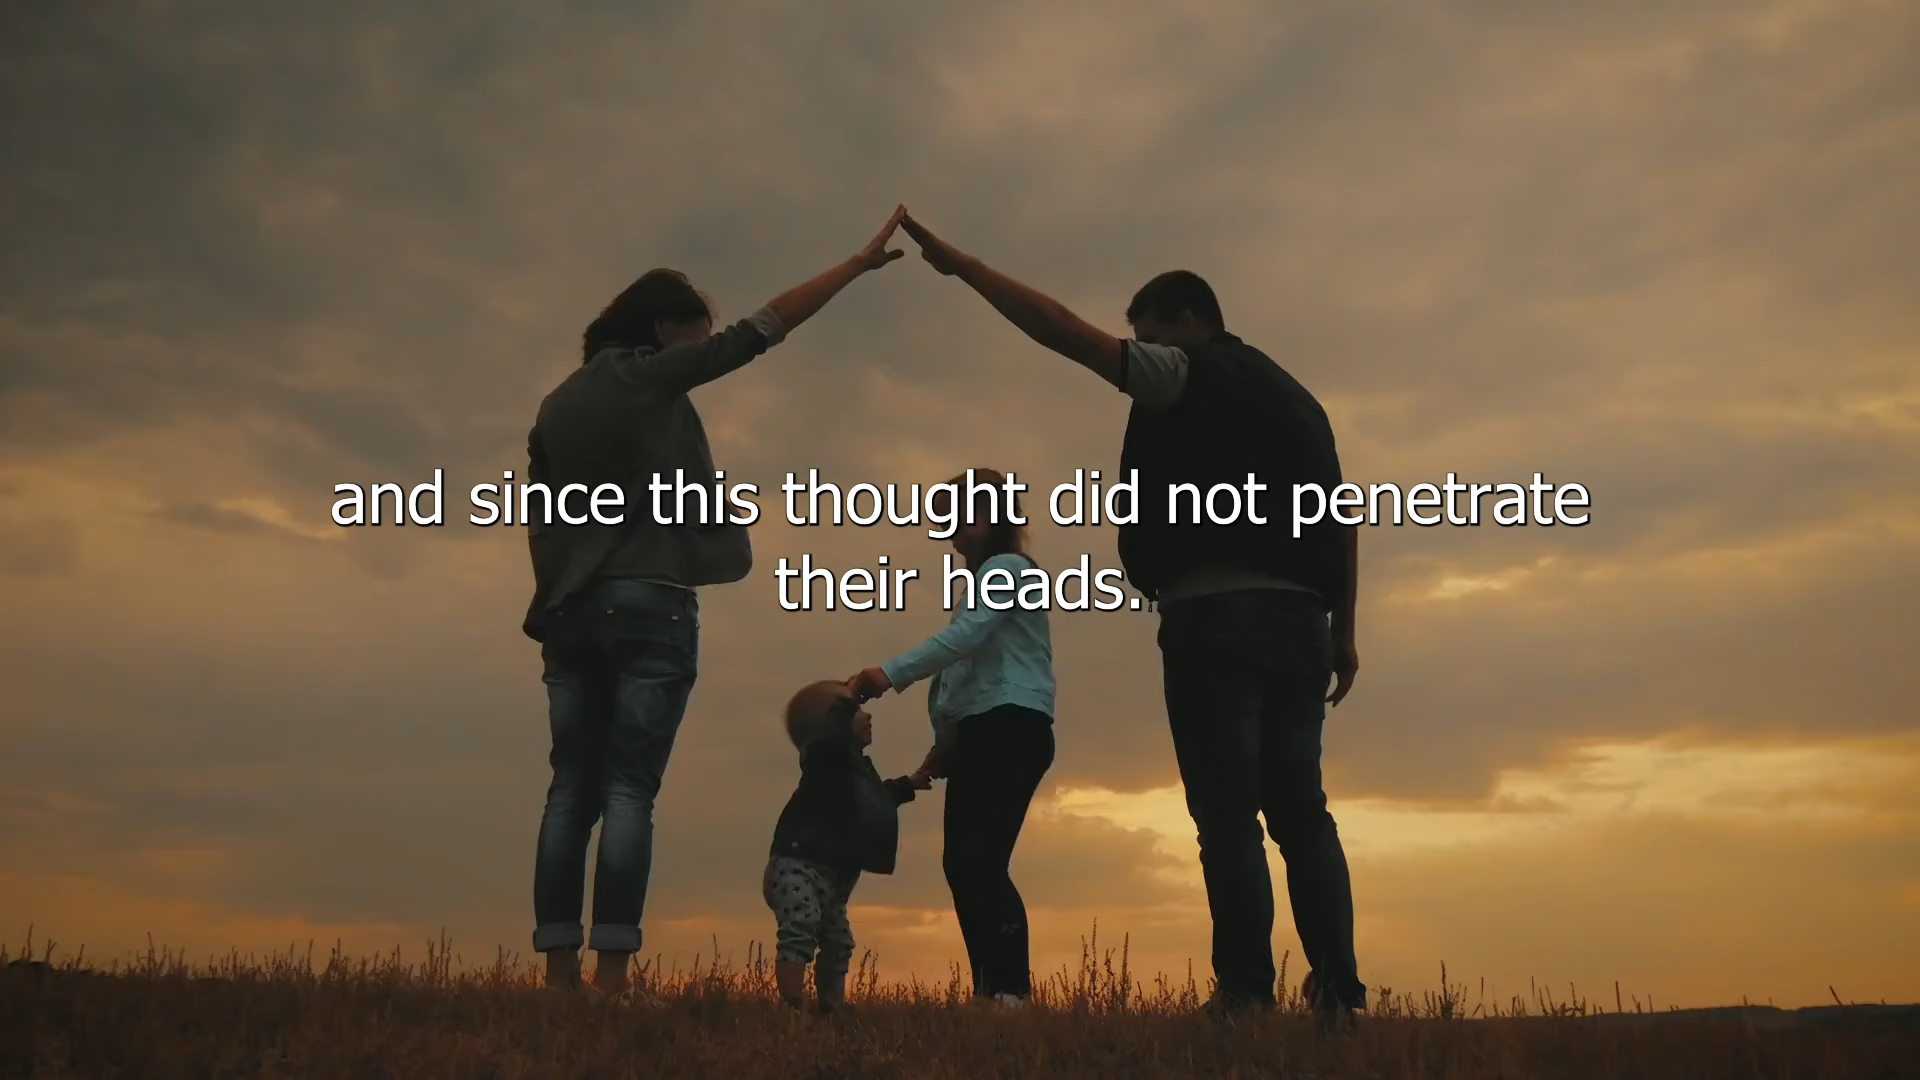 and since this thought did not penetrate
their heads.